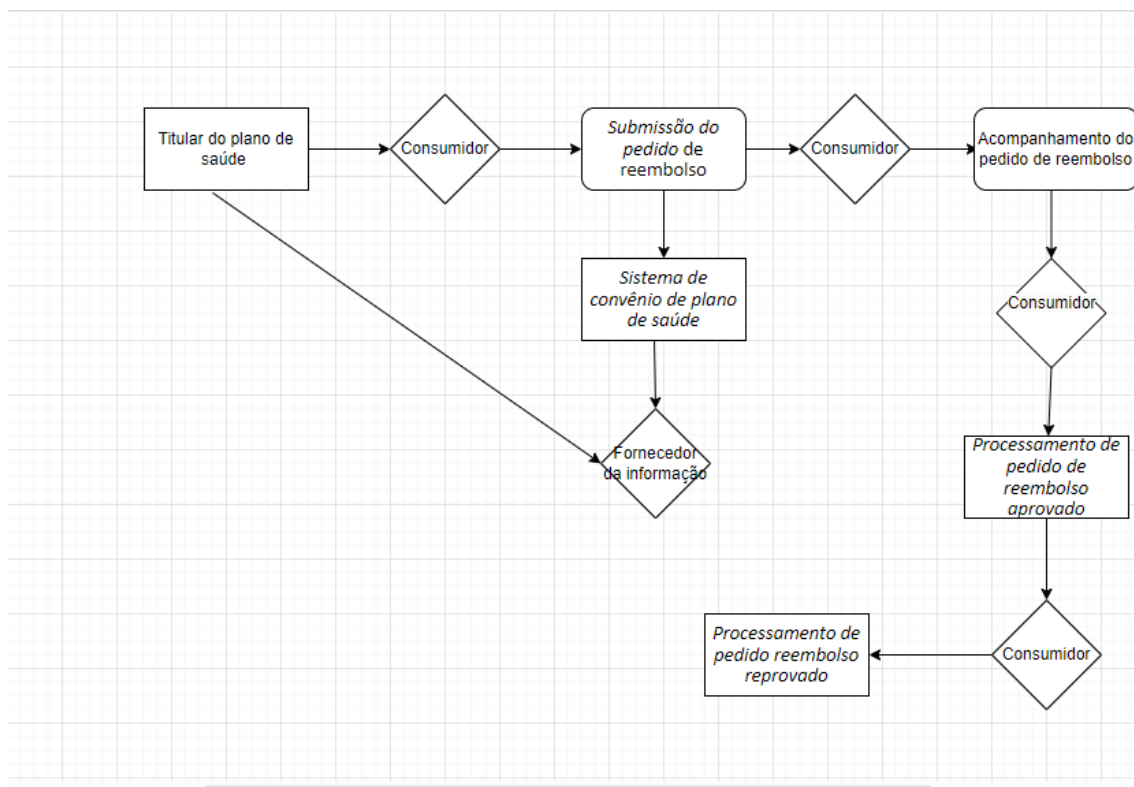 Titular do plano de
saúde
Consumidor
Submissão do
pedido de
reembolso
Consumidor
Acompanhamento do
pedido de reembolso
Sistema de
convênio de plano
de saúde
Consumidor
Fornecedor
da informação
Processamento de
pedido de
reembolso
aprovado
Processamento de
pedido reembolso
reprovado
Consumidor